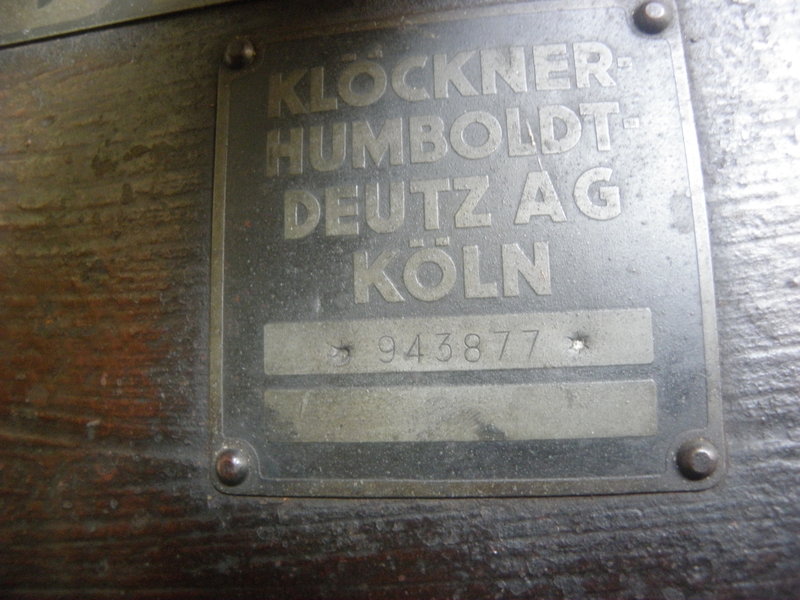 KLÖCKNER-
HUMBOLDT-
DEUTZ AG
KÖLN
* 943877 *